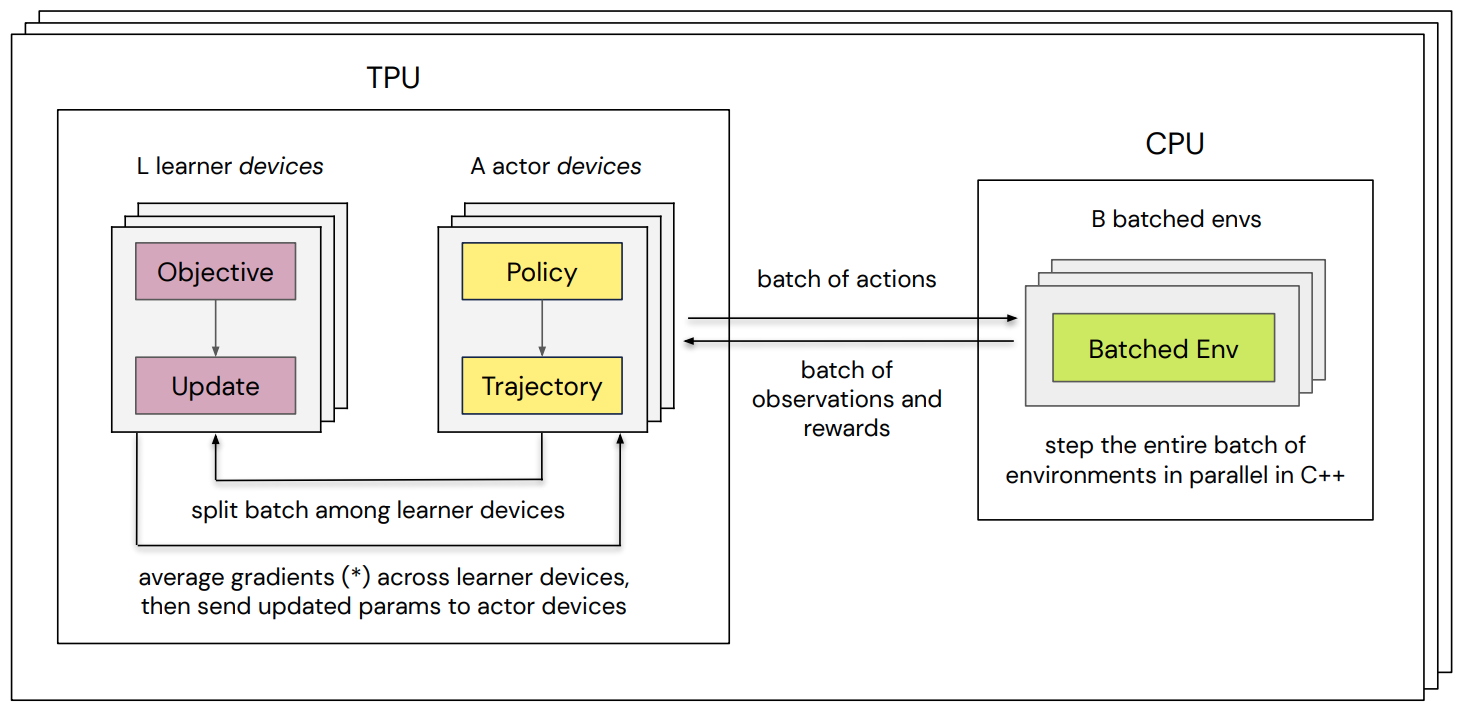 TPU
L learner devices
A actor devices
Objective
Update
Policy
Trajectory
split batch among learner devices
average gradients (*) across learner devices,
then send updated params to actor devices
batch of actions
batch of
observations and
rewards
CPU
B batched envs
Batched Env
step the entire batch of
environments in parallel in C++